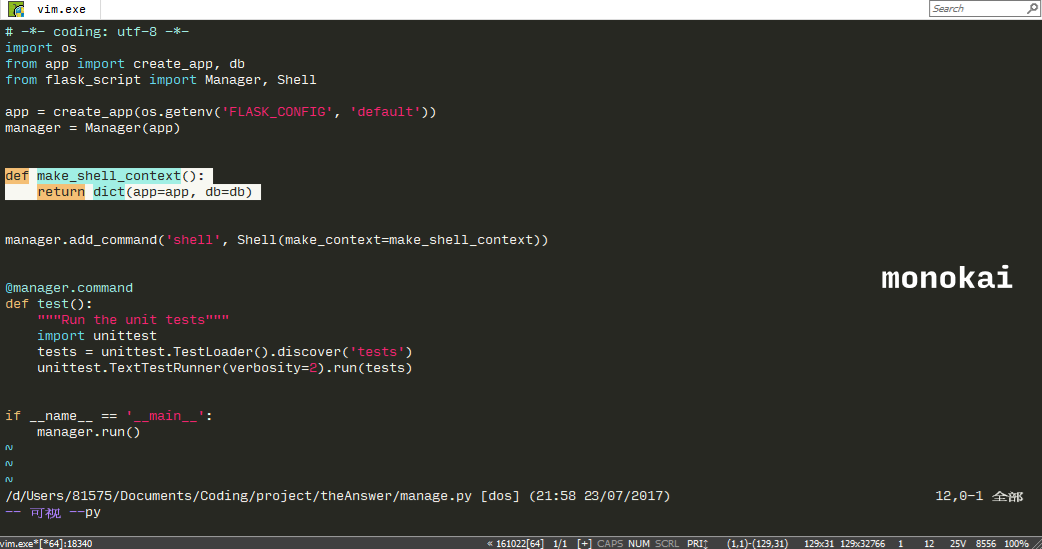 vim.exe
Search
# -*- coding: utf-8 -*-
import os
from app import create_app, db
from flask_script import Manager, Shell
app = create_app(os.getenv('FLASK_CONFIG', 'default'))
manager = Manager(app)
def make_shell_context():
    return dict(app=app, db=db)
manager.add_command('shell', Shell(make_context=make_shell_context))
monokai
@manager.command
def test():
    """Run the unit tests"""
    import unittest
    tests = unittest.TestLoader().discover('tests')
    unittest.TextTestRunner(verbosity=2).run(tests)
if __name__ == '__main__':
    manager.run()
~
~
~
/d/Users/81575/Documents/Coding/project/theAnswer/manage.py [dos] (21:58 23/07/2017) 12,0-1 全部
-- 可视 --py
vim.exe*[*64]:18340 « 161022[64] 1/1 [+] CAPS NUM SCRL PRI↕ (1,1)-(129,31) 129x31 129x32766 1 12 25V 8556 100%